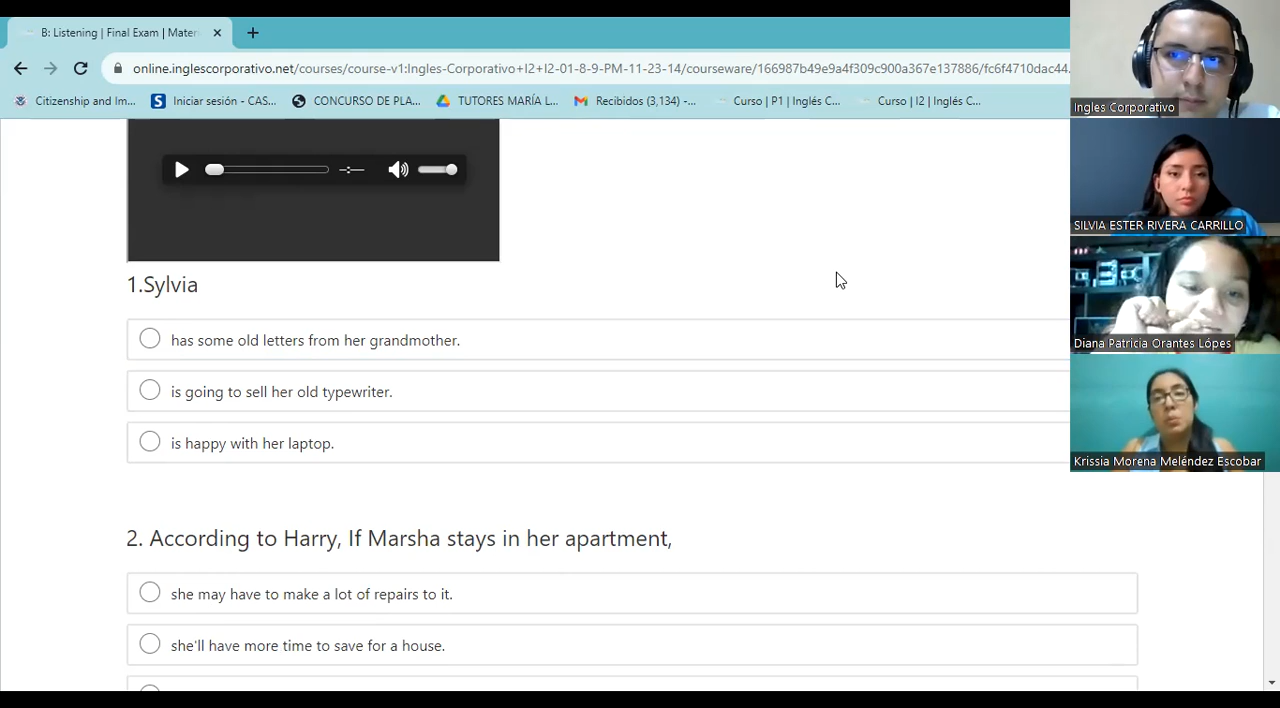 B: Listening | Final Exam | Mater
online.inglescorporativo.net/courses/course-v1:Ingles-Corporativo+I2+I2-01-8-9-PM-11-23-14/courseware/166987b49e9a4f309c900a367e137886/fc6f4710dac44.
Citizenship and Im... Iniciar sesión - CAS... CONCURSO DE PLA... TUTORES MARÍA L... Recibidos (3,134) -... Curso | P1 | Inglés C... Curso | I2 | Inglés C...
Ingles Corporativo
SILVIA ESTER RIVERA CARRILLO
Diana Patricia Orantes Lópes
Krissia Morena Meléndez Escobar
1.Sylvia
has some old letters from her grandmother.
is going to sell her old typewriter.
is happy with her laptop.
2. According to Harry, If Marsha stays in her apartment,
she may have to make a lot of repairs to it.
she'll have more time to save for a house.